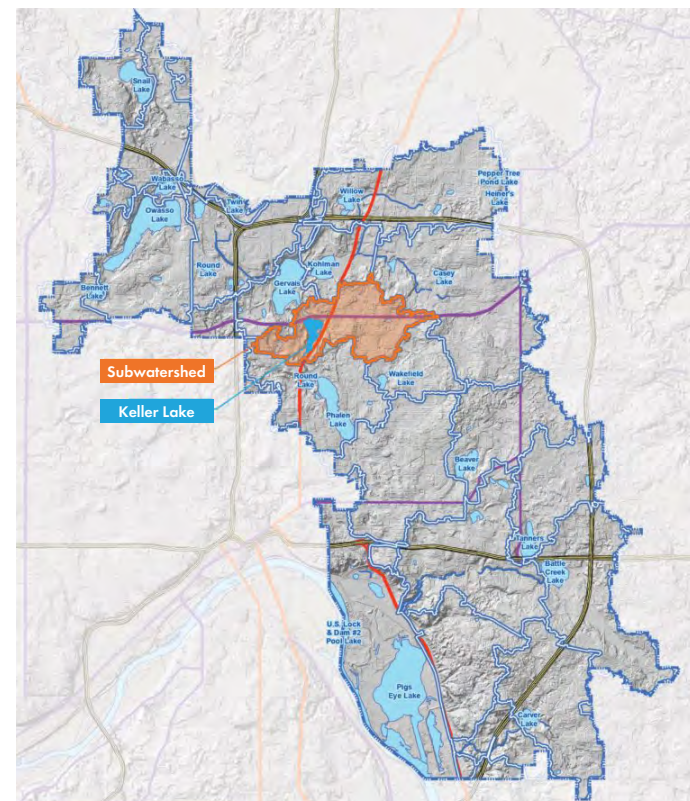 Snail
Lake
Pepper Tree
Pond Lake
Heiner's
Lake
Wabasso
Lake
Willow
Lake
Twin
Lake
Owasso
Lake
Round
Lake
Kohlman
Lake
Casey
Lake
Gervais
Lake
Bennett
Lake
Subwatershed
Keller Lake
Round
Lake
Wakefield
Lake
Phalen
Lake
Beaver
Lake
Tanners
Lake
Battle
Creek
Lake
U.S. Lock
& Dam #2
Pool Lake
Pigs
Eye Lake
Carver
Lake